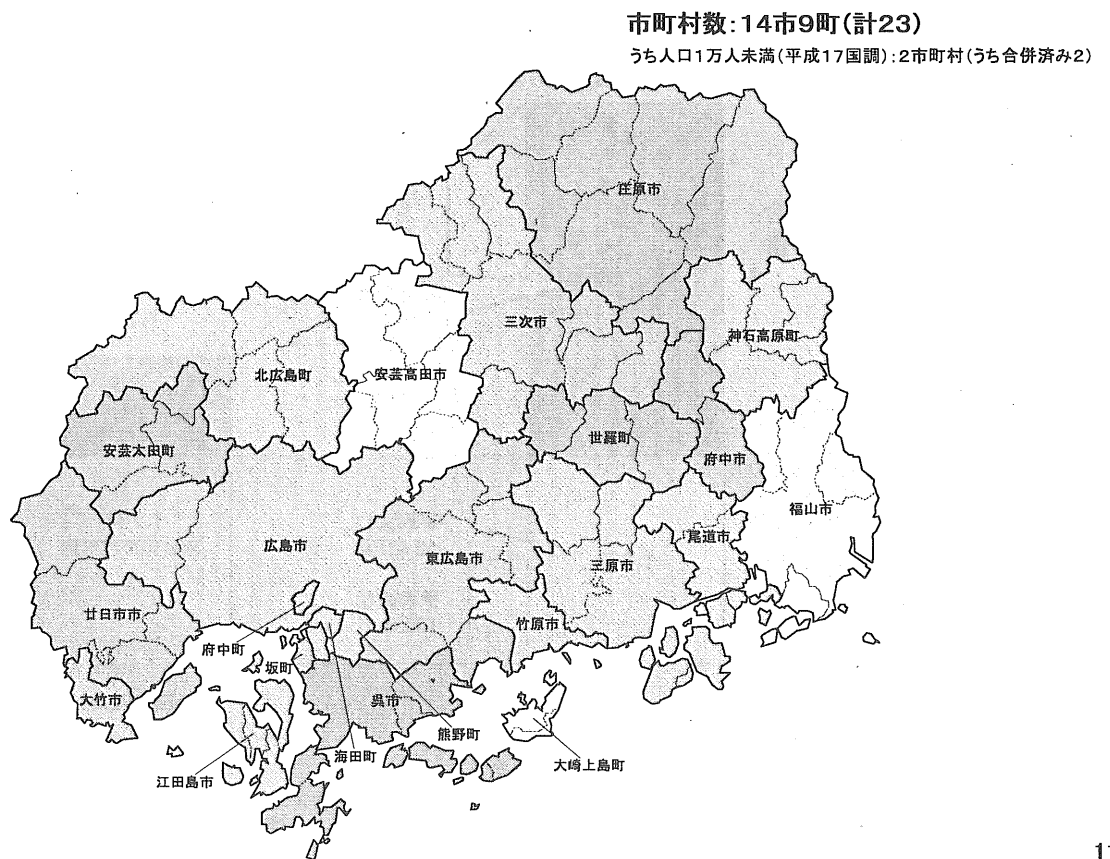 市町村数:14市9町(計23)
うち人口1万人未満(平成17国調):2市町村(うち合併済み2)
庄原市
三次市
神石高原町
北広島町
安芸高田市
安芸太田町
世羅町
府中市
福山市
尾道市
広島市
東広島市
三原市
廿日市市
竹原市
府中町
坂町
大竹市
呉市
熊野町
海田町
大崎上島町
江田島市